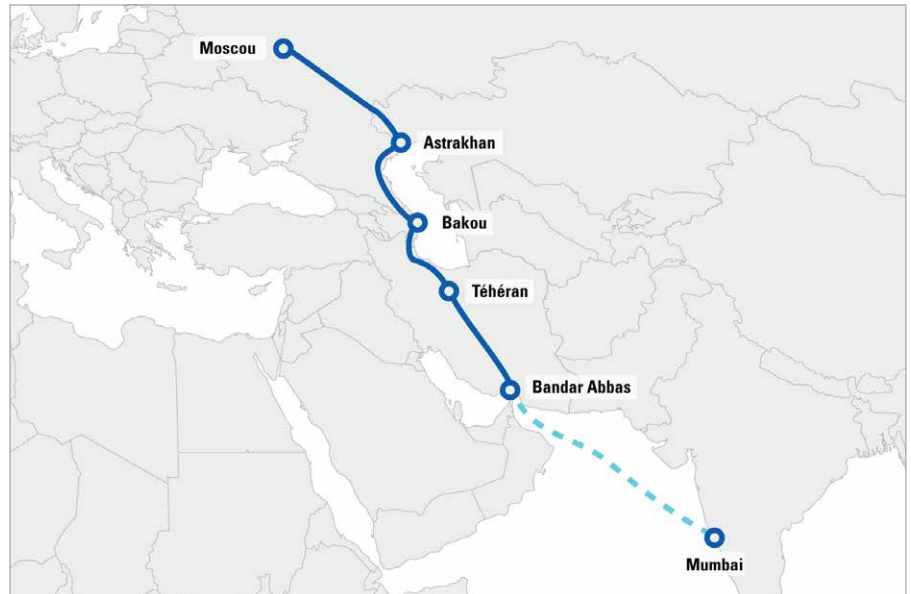 Moscou
Astrakhan
Bakou
Téhéran
Bandar Abbas
Mumbai